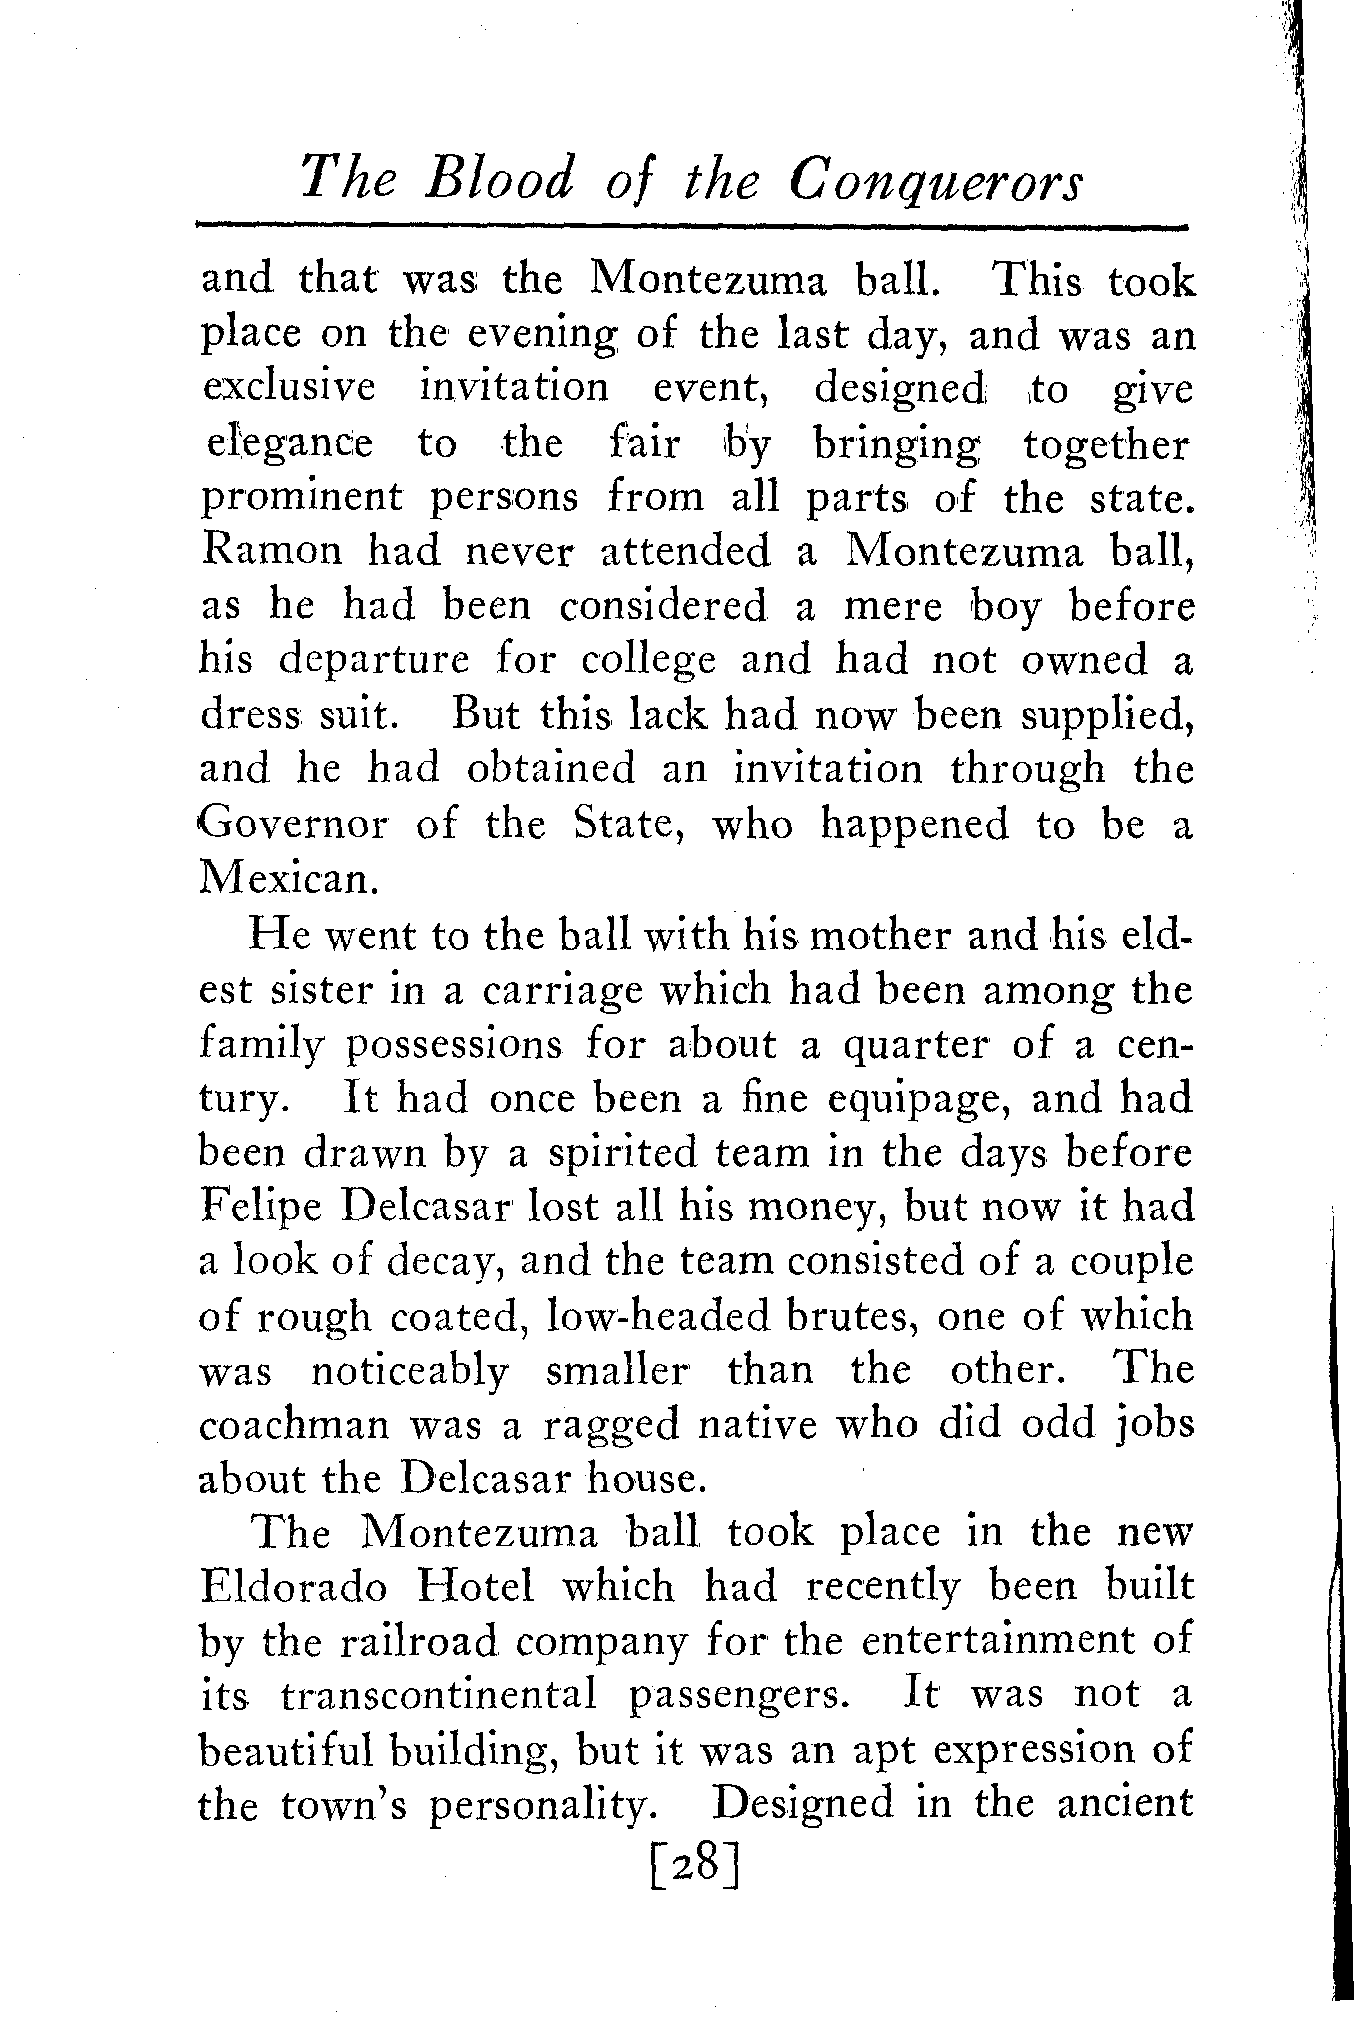 The Blood of the Conquerors
and that was the Montezuma ball. This took
place on the evening of the last day, and was an
exclusive invitation event, designed to give
elegance to the fair by bringing together
prominent persons from all parts of the state.
Ramon had never attended a Montezuma ball,
as he had been considered a mere boy before
his departure for college and had not owned a
dress suit. But this lack had now been supplied,
and he had obtained an invitation through the
Governor of the State, who happened to be a
Mexican.
He went to the ball with his mother and his eld-
est sister in a carriage which had been among the
family possessions for about a quarter of a cen-
tury. It had once been a fine equipage, and had
been drawn by a spirited team in the days before
Felipe Delcasar lost all his money, but now it had
a look of decay, and the team consisted of a couple
of rough coated, low-headed brutes, one of which
was noticeably smaller than the other. The
coachman was a ragged native who did odd jobs
about the Delcasar house.
The Montezuma ball took place in the new
Eldorado Hotel which had recently been built
by the railroad company for the entertainment of
its transcontinental passengers. It was not a
beautiful building, but it was an apt expression of
the town's personality. Designed in the ancient
[28]